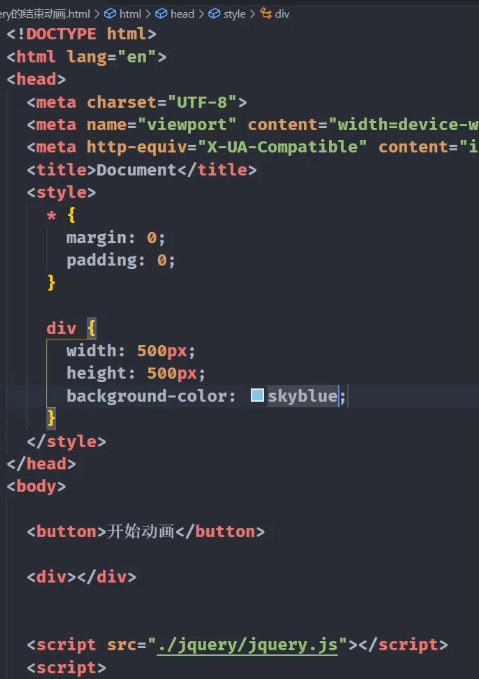 ery的结束动画.html > html > head > style > div
<!DOCTYPE html>
<html lang="en">
<head>
<meta charset="UTF-8">
<meta name="viewport" content="width=device-w
<meta http-equiv="X-UA-Compatible" content="i
<title>Document</title>
<style>
* {
margin: 0;
padding: 0;
}
div {
width: 500px;
height: 500px;
background-color: skyblue;
}
</style>
</head>
<body>
<button>开始动画</button>
<div></div>
<script src="./jquery/jquery.js"></script>
<script>